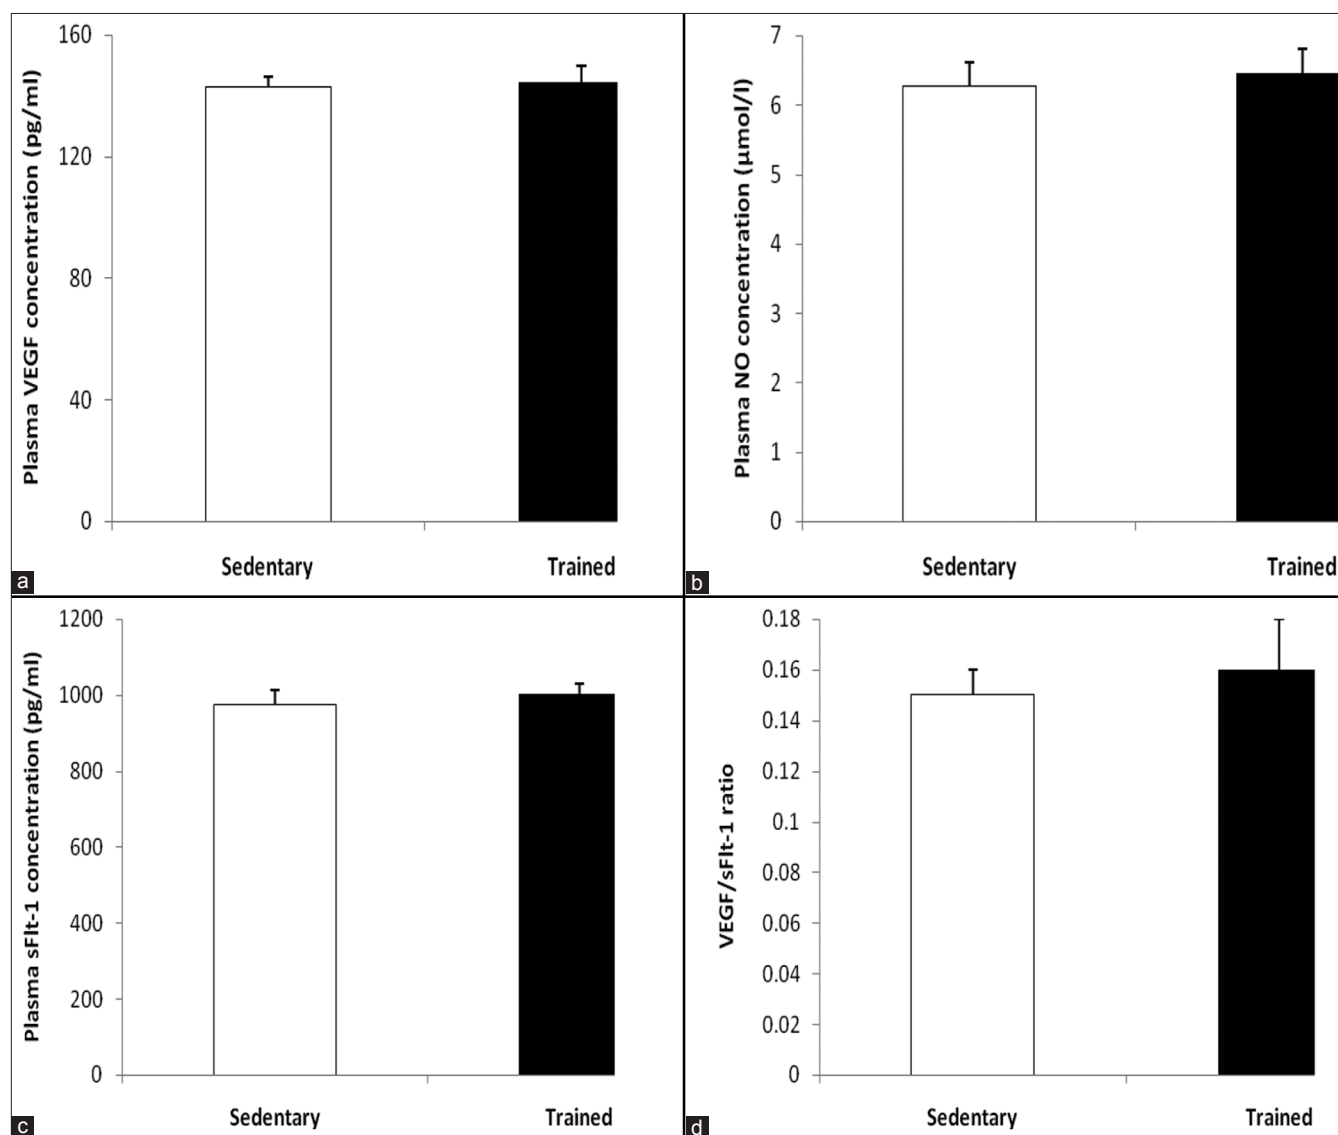 Plasma VEGF concentration (pg/ml)
160
120
80
40
0
Sedentary
Trained
a
Plasma NO concentration (μmol/l)
7
6
5
4
3
2
1
0
Sedentary
Trained
b
Plasma sFlt-1 concentration (pg/ml)
1200
1000
800
600
400
200
0
Sedentary
Trained
c
VEGF/sFlt-1 ratio
0.18
0.16
0.14
0.12
0.1
0.08
0.06
0.04
0.02
0
Sedentary
Trained
d